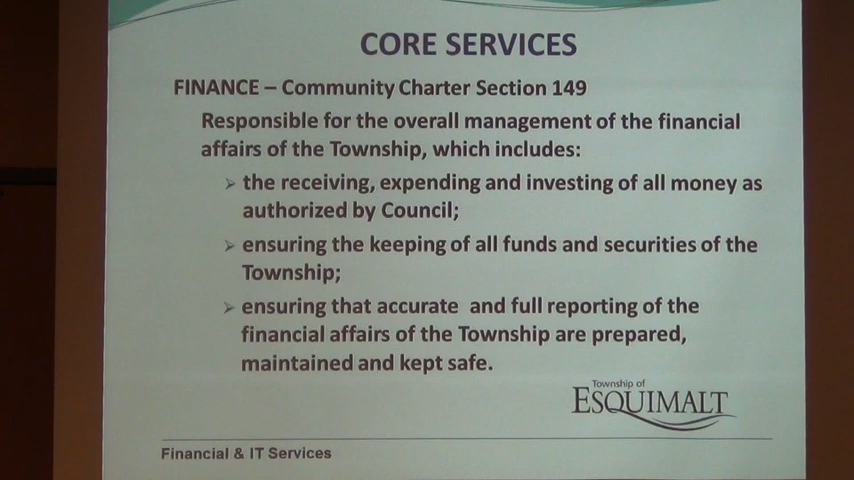 CORE SERVICES
FINANCE – Community Charter Section 149
Responsible for the overall management of the financial
affairs of the Township, which includes:
➢ the receiving, expending and investing of all money as
authorized by Council;
➢ ensuring the keeping of all funds and securities of the
Township;
➢ ensuring that accurate and full reporting of the
financial affairs of the Township are prepared,
maintained and kept safe.
Township of
ESQUIMALT
Financial & IT Services